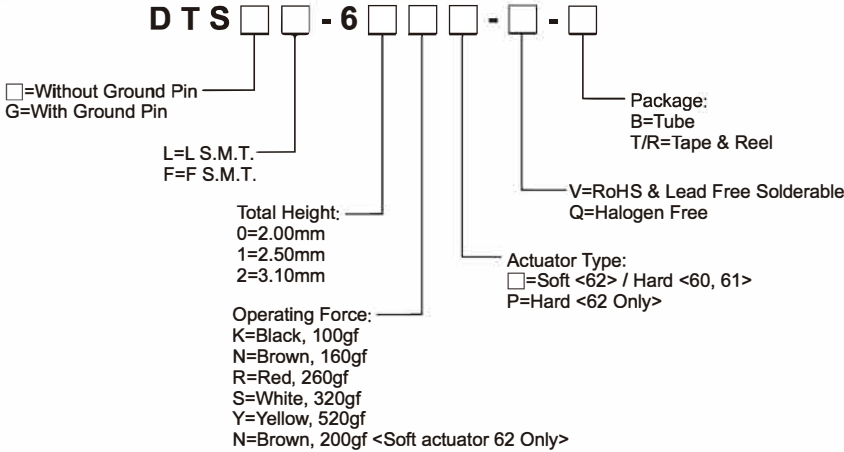 DTS□□-6□□□-□-□
□=Without Ground Pin
G=With Ground Pin
L=L S.M.T.
F=F S.M.T.
Total Height:
0=2.00mm
1=2.50mm
2=3.10mm
Operating Force:
K=Black, 100gf
N=Brown, 160gf
R=Red, 260gf
S=White, 320gf
Y=Yellow, 520gf
N=Brown, 200gf <Soft actuator 62 Only>
Actuator Type:
□=Soft <62> / Hard <60, 61>
P=Hard <62 Only>
V=RoHS & Lead Free Solderable
Q=Halogen Free
Package:
B=Tube
T/R=Tape & Reel